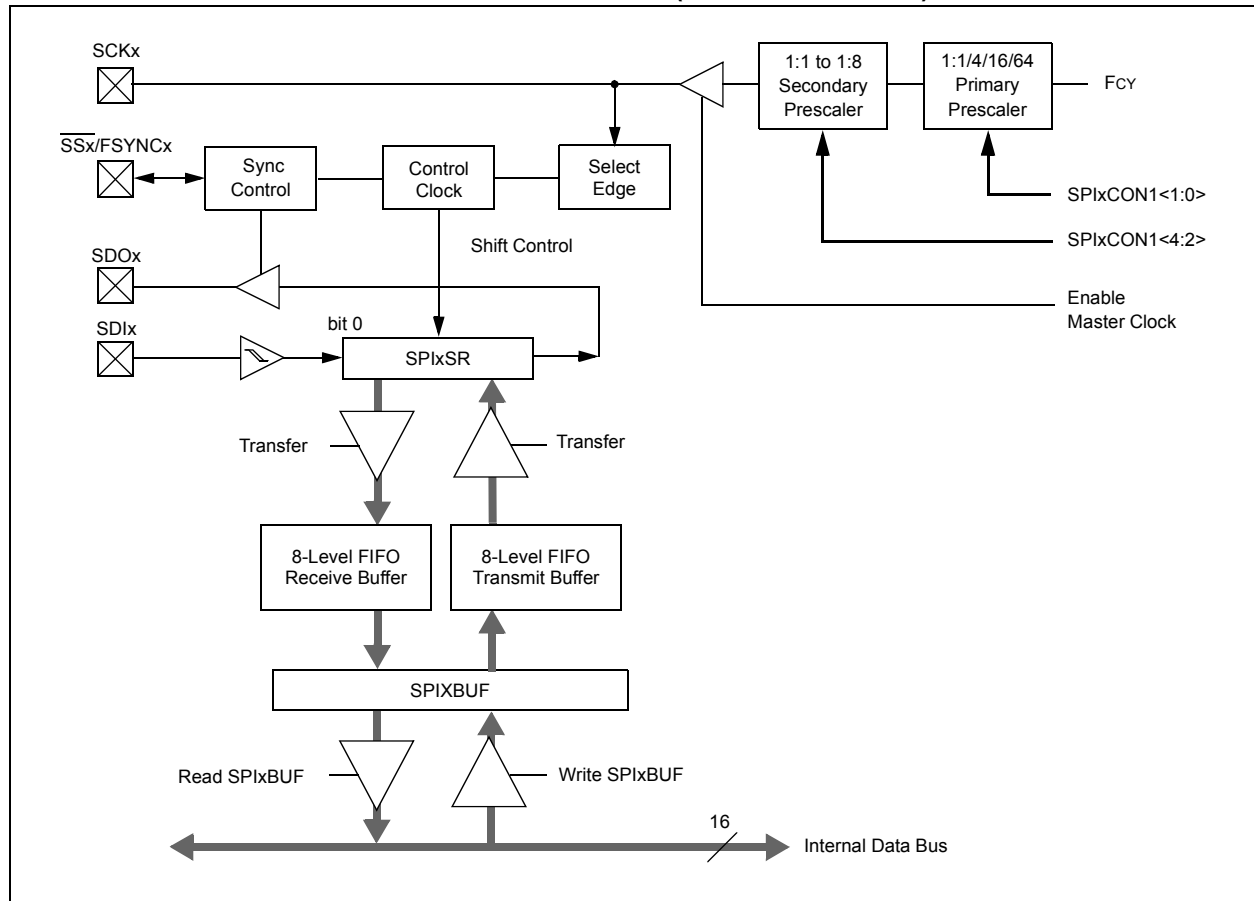 SCKx
1:1 to 1:8
Secondary
Prescaler
1:1/4/16/64
Primary
Prescaler
FCY
SSx/FSYNCx
Sync
Control
Control
Clock
Select
Edge
SPIxCON1<1:0>
Shift Control
SPIxCON1<4:2>
SDOx
Enable
Master Clock
SDIx
bit 0
SPIxSR
Transfer
Transfer
8-Level FIFO
Receive Buffer
8-Level FIFO
Transmit Buffer
SPIXBUF
Read SPIxBUF
Write SPIxBUF
16
Internal Data Bus